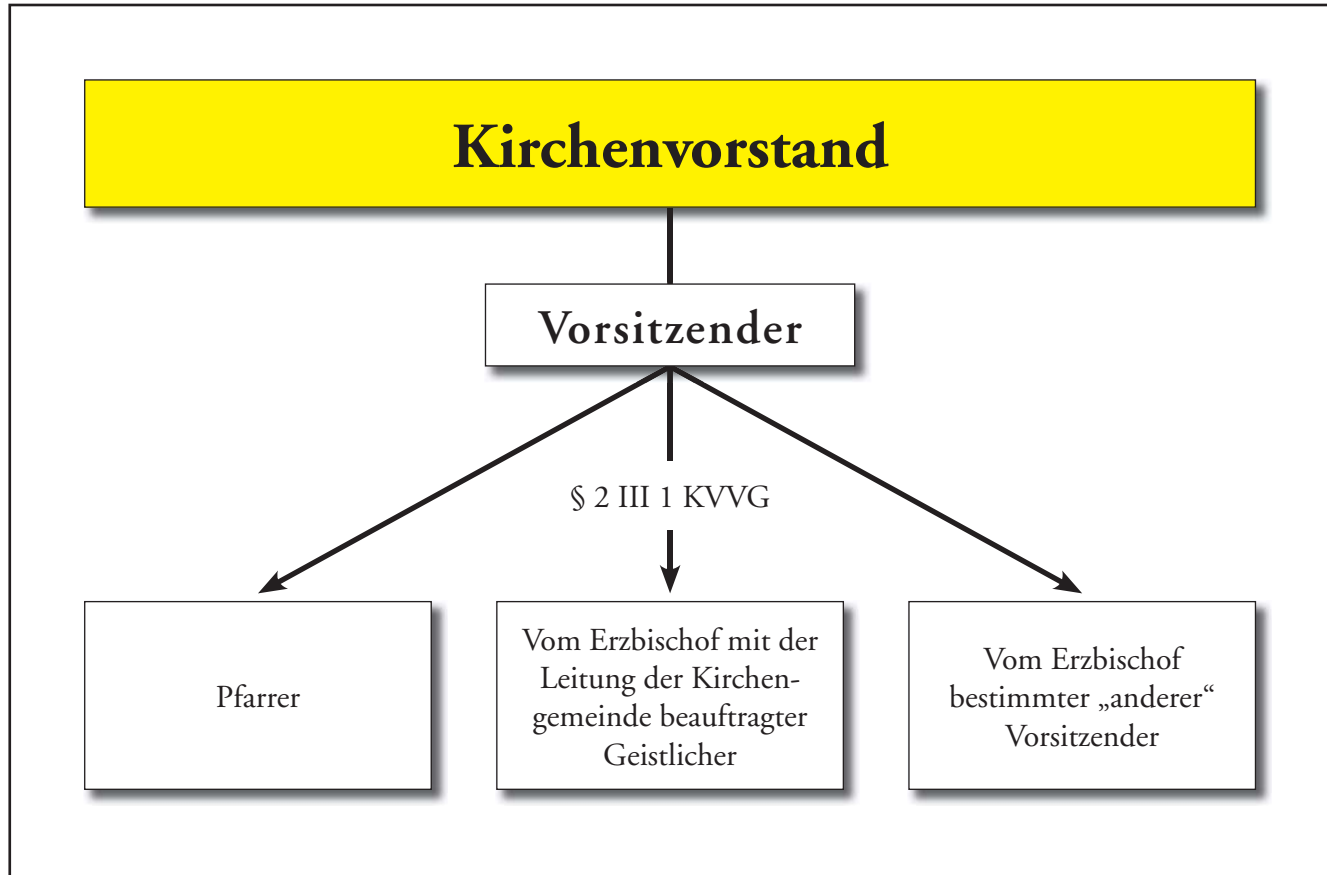 Kirchenvorstand
Vorsitzender
§ 2 III 1 KVVG
Pfarrer
Vom Erzbischof mit der
Leitung der Kirchen-
gemeinde beauftragter
Geistlicher
Vom Erzbischof
bestimmter „anderer“
Vorsitzender